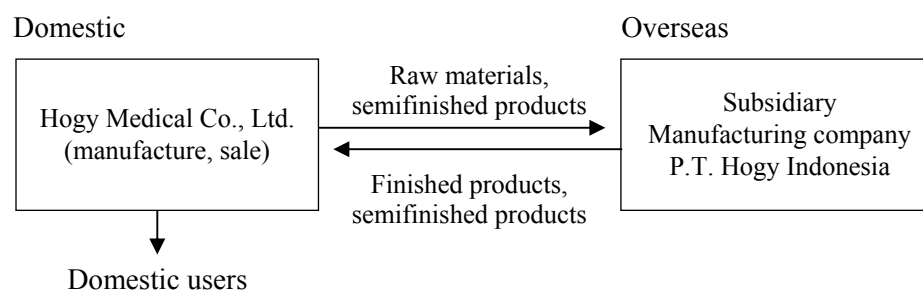 Domestic
Overseas
Hogy Medical Co., Ltd.
(manufacture, sale)
Raw materials,
semifinished products
Finished products,
semifinished products
Subsidiary
Manufacturing company
P.T. Hogy Indonesia
Domestic users